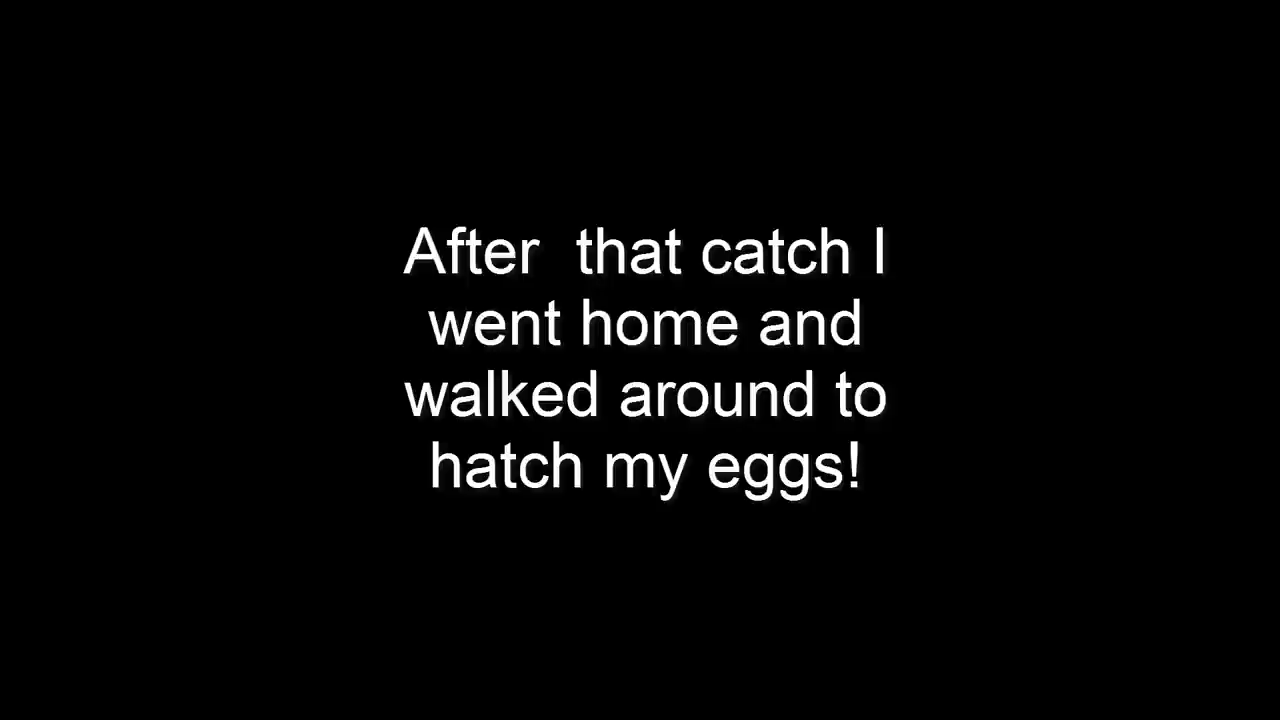 After  that catch I
went home and
walked around to
hatch my eggs!